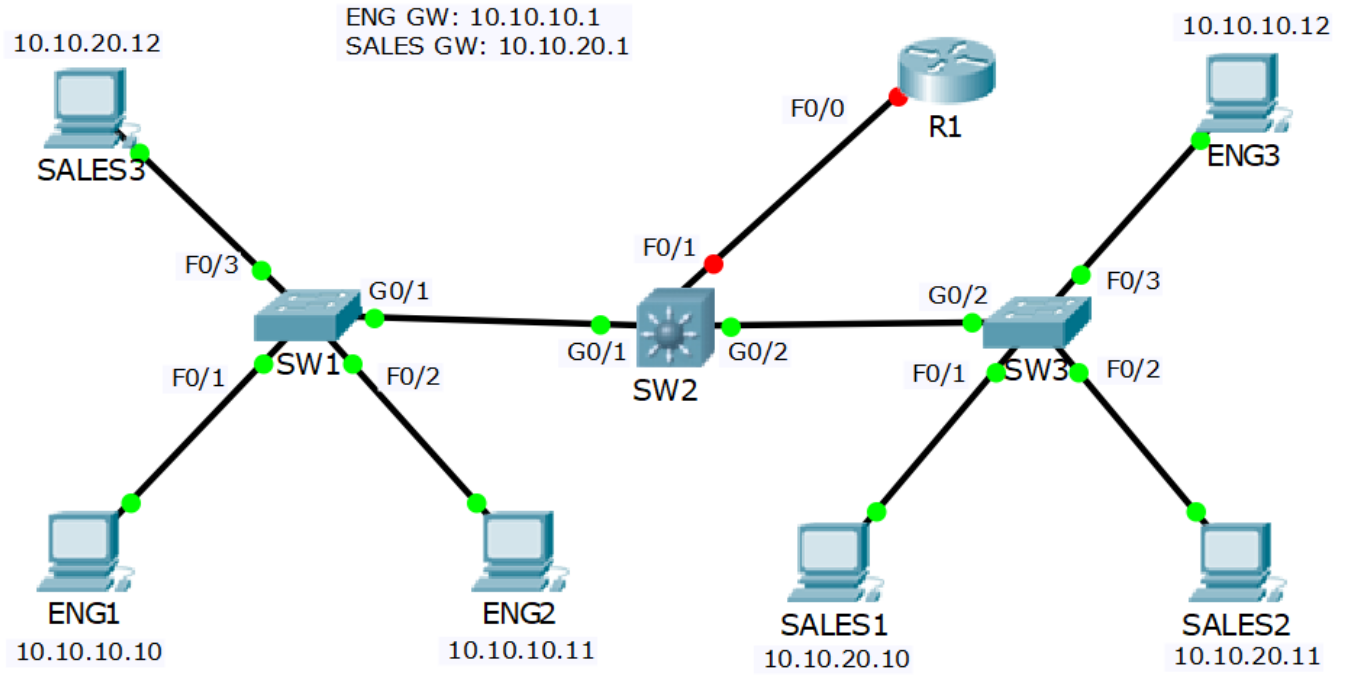 ENG GW: 10.10.10.1
SALES GW: 10.10.20.1
10.10.20.12
SALES3
F0/3
F0/0
R1
10.10.10.12
ENG3
F0/1
G0/1
G0/1
SW2
G0/2
G0/2
F0/3
SW1
F0/1
F0/2
SW3
F0/1
F0/2
ENG1
10.10.10.10
ENG2
10.10.10.11
SALES1
10.10.20.10
SALES2
10.10.20.11